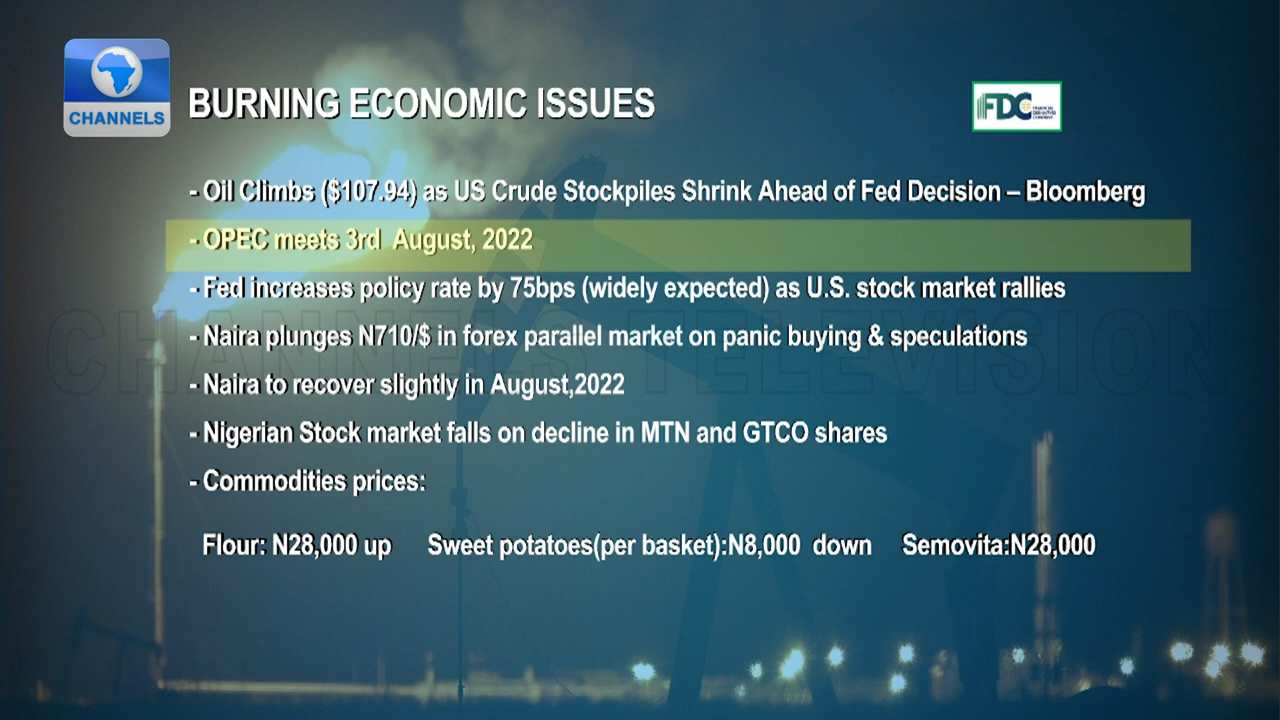 CHANNELS
BURNING ECONOMIC ISSUES
FDC
- Oil Climbs ($107.94) as US Crude Stockpiles Shrink Ahead of Fed Decision – Bloomberg
- OPEC meets 3rd August, 2022
- Fed increases policy rate by 75bps (widely expected) as U.S. stock market rallies
CHANNELS TELEVISION
- Naira plunges N710/$ in forex parallel market on panic buying & speculations
- Naira to recover slightly in August,2022
- Nigerian Stock market falls on decline in MTN and GTCO shares
- Commodities prices:
Flour: N28,000 up Sweet potatoes(per basket):N8,000 down Semovita:N28,000